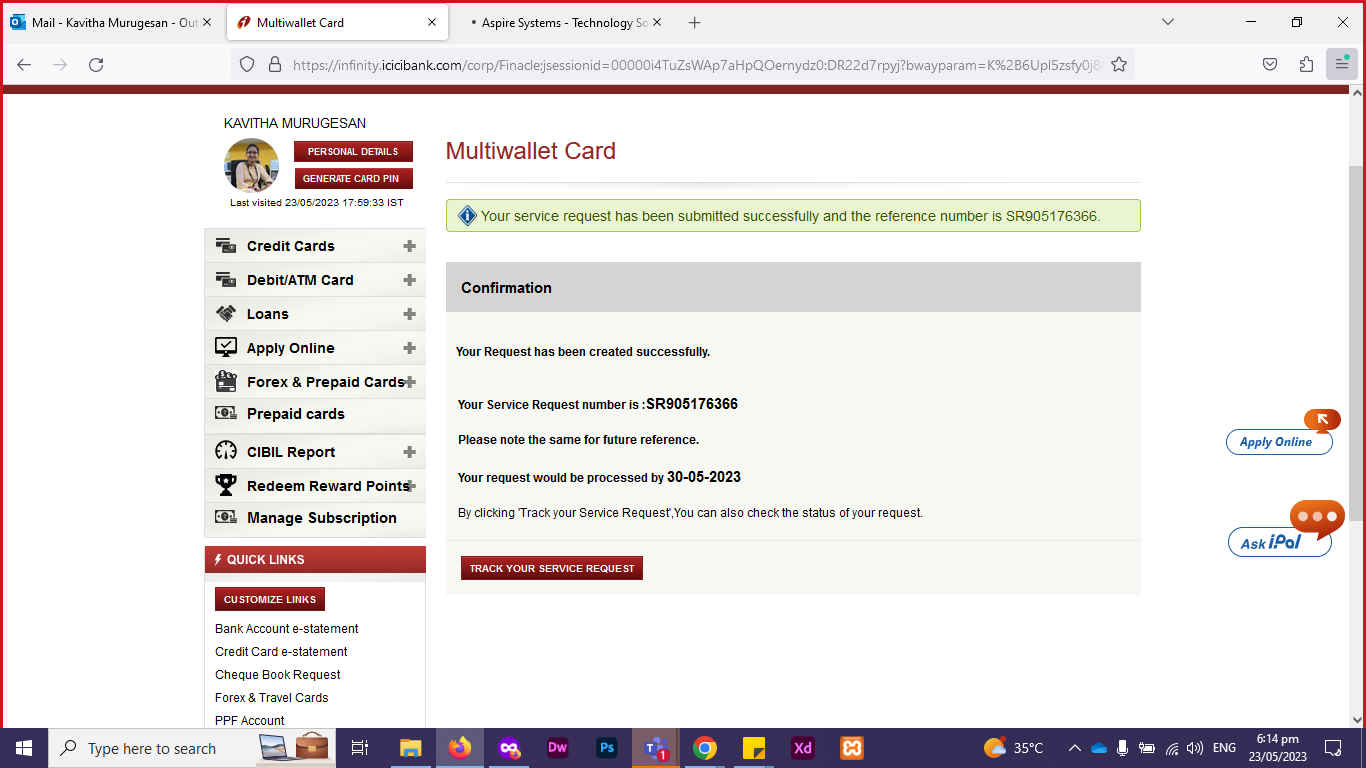 Mail - Kavitha Murugesan - Out
Multiwallet Card
Aspire Systems - Technology So
https://infinity.icicibank.com/corp/Finacle;jsessionid=00000i4TuZsWAp7aHpQOernydz0:DR22d7rpyj?bwayparam=K%2B6Upl5zsfy0j8
KAVITHA MURUGESAN
PERSONAL DETAILS
GENERATE CARD PIN
Last visited 23/05/2023 17:59:33 IST
Credit Cards
Debit/ATM Card
Loans
Apply Online
Forex & Prepaid Cards
Prepaid cards
CIBIL Report
Redeem Reward Points
Manage Subscription
QUICK LINKS
CUSTOMIZE LINKS
Bank Account e-statement
Credit Card e-statement
Cheque Book Request
Forex & Travel Cards
PPF Account
Multiwallet Card
Your service request has been submitted successfully and the reference number is SR905176366.
Confirmation
Your Request has been created successfully.
Your Service Request number is :SR905176366
Please note the same for future reference.
Your request would be processed by 30-05-2023
By clicking 'Track your Service Request',You can also check the status of your request.
TRACK YOUR SERVICE REQUEST
Apply Online
Ask iPal
Type here to search
Dw
Ps
T
1
Xd
35°C
ENG
6:14 pm
23/05/2023